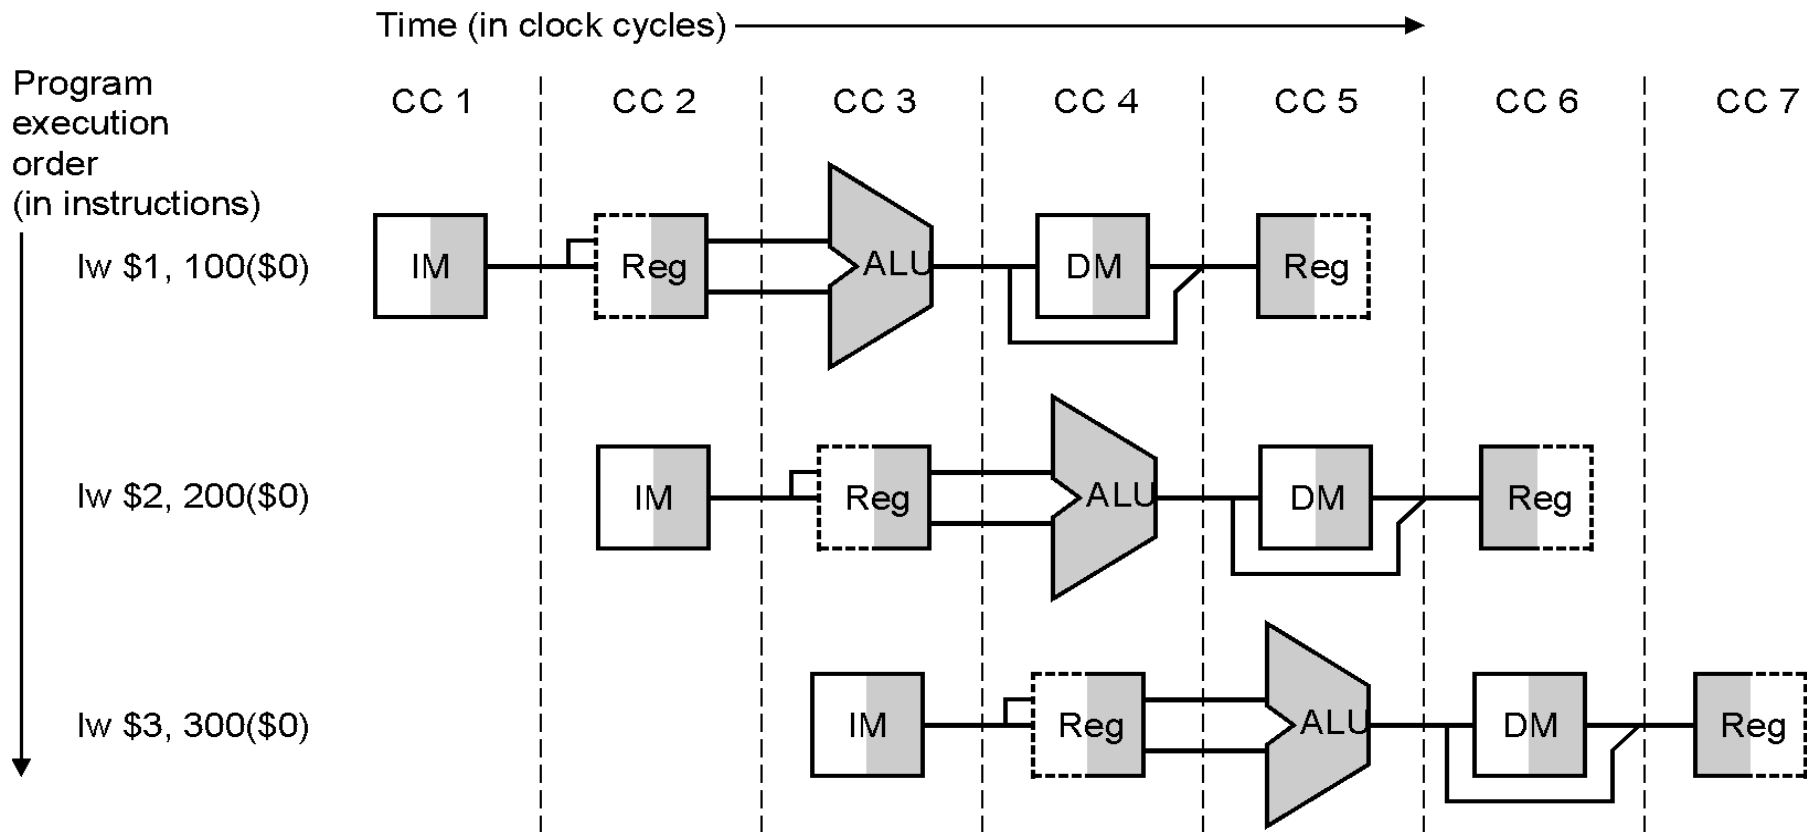 Time (in clock cycles)
Program
execution
order
(in instructions)
CC 1 CC 2 CC 3 CC 4 CC 5 CC 6 CC 7
lw $1, 100($0) IM Reg ALU DM Reg
lw $2, 200($0) IM Reg ALU DM Reg
lw $3, 300($0) IM Reg ALU DM Reg